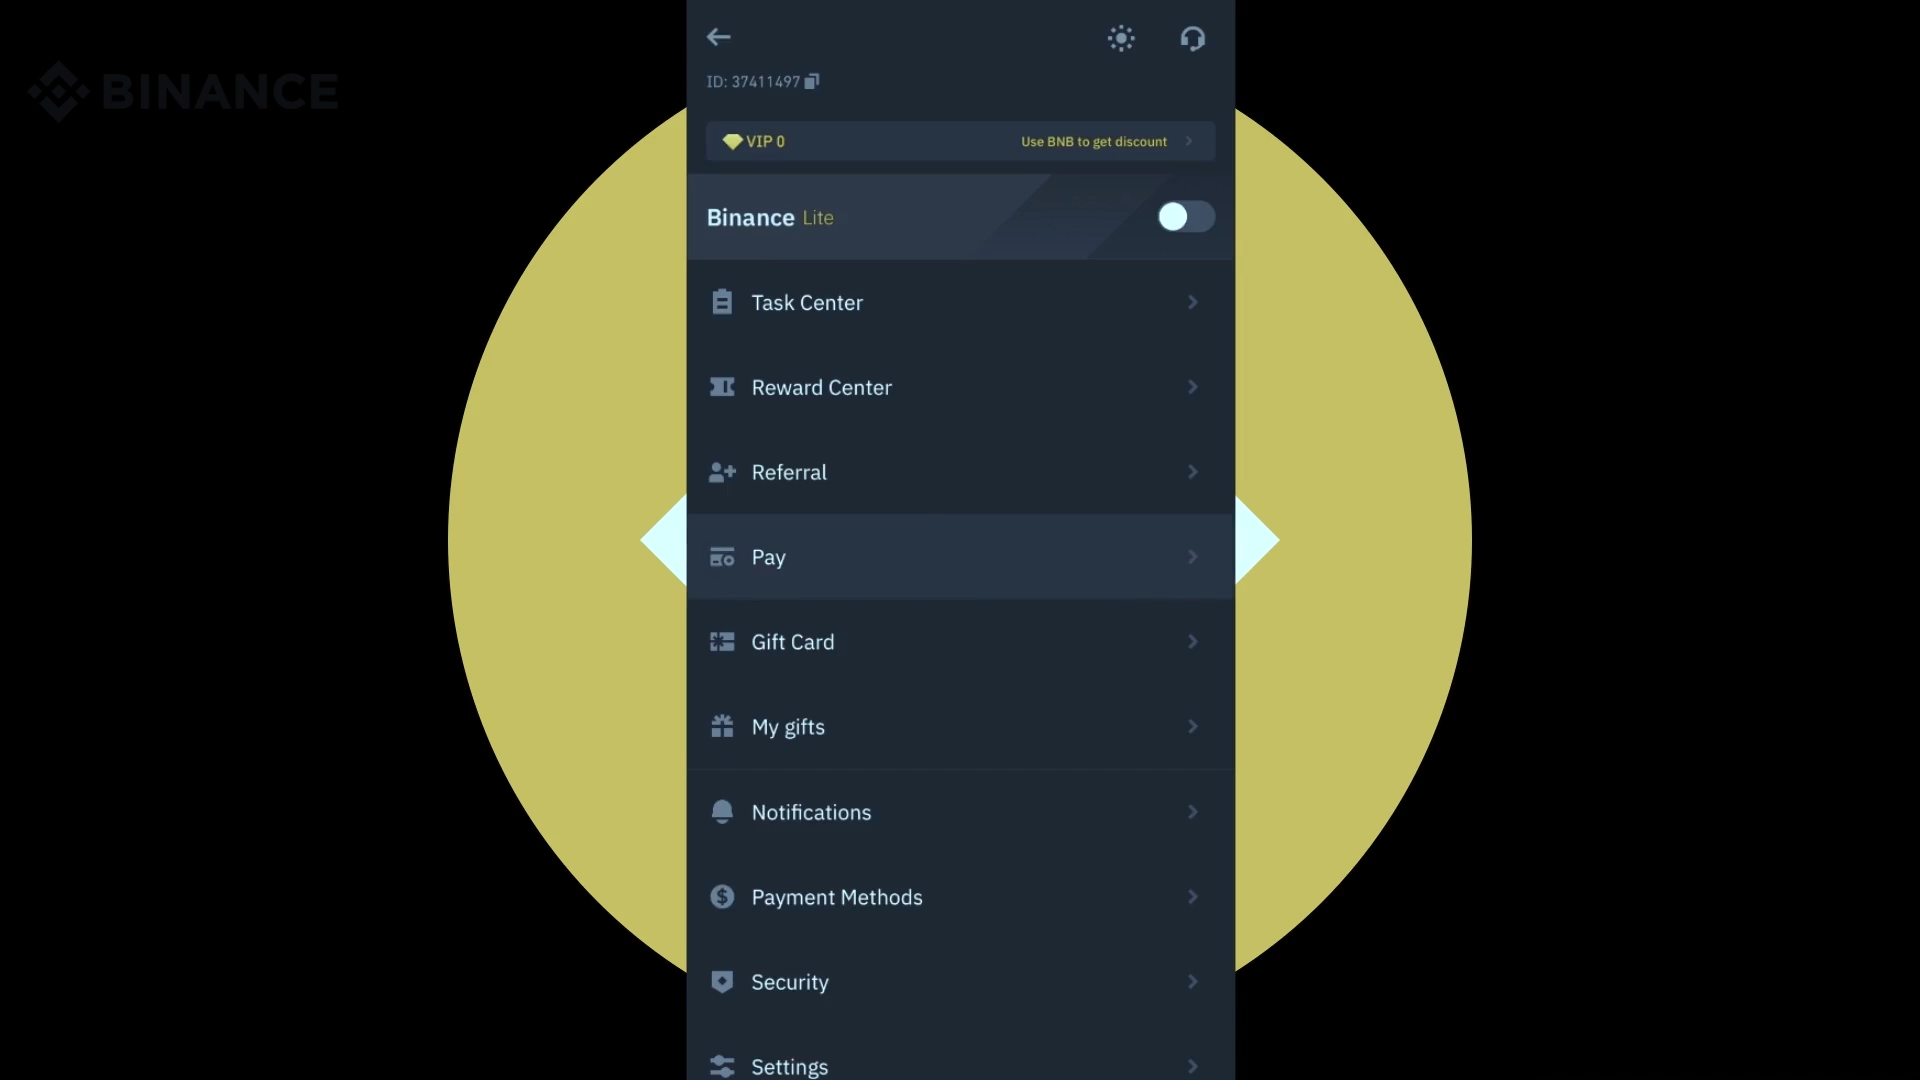 BINANCE
ID: 37411497
VIP 0
Use BNB to get discount
Binance Lite
Task Center
Reward Center
Referral
Pay
Gift Card
My gifts
Notifications
Payment Methods
Security
Settings